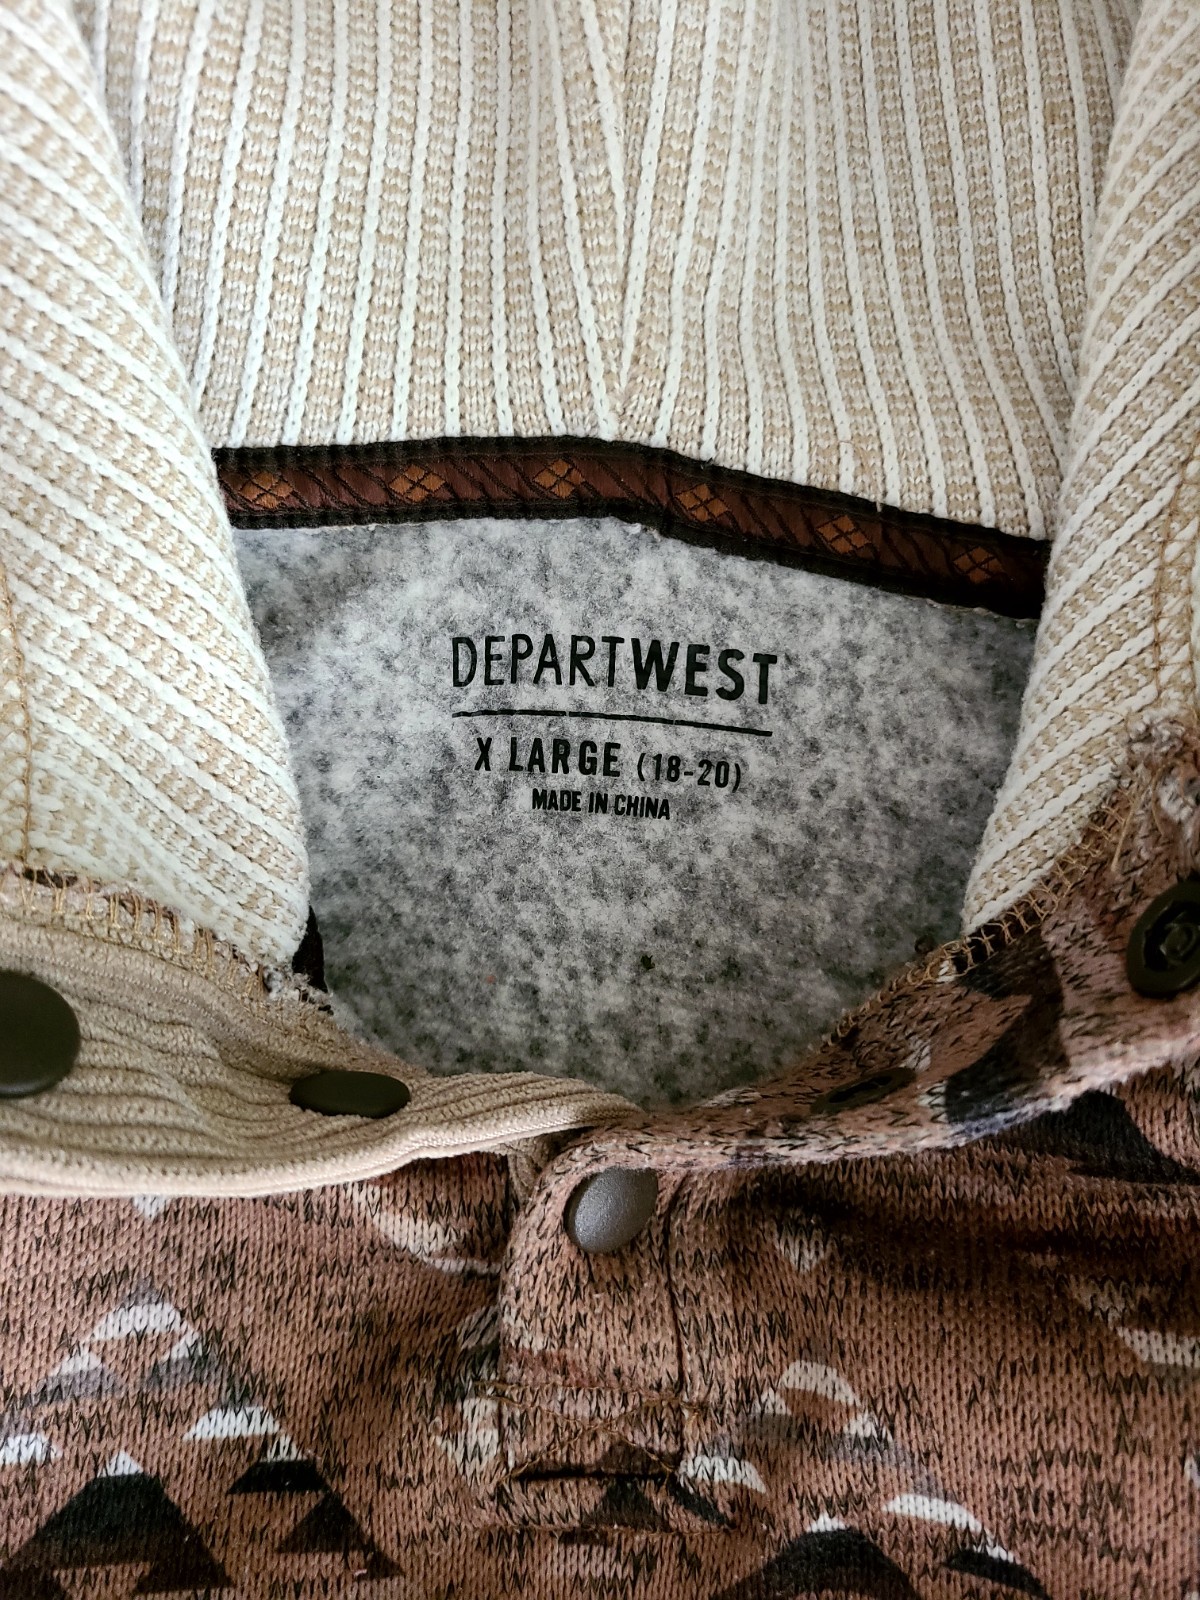 DEPARTWEST
X LARGE (18-20)
MADE IN CHINA